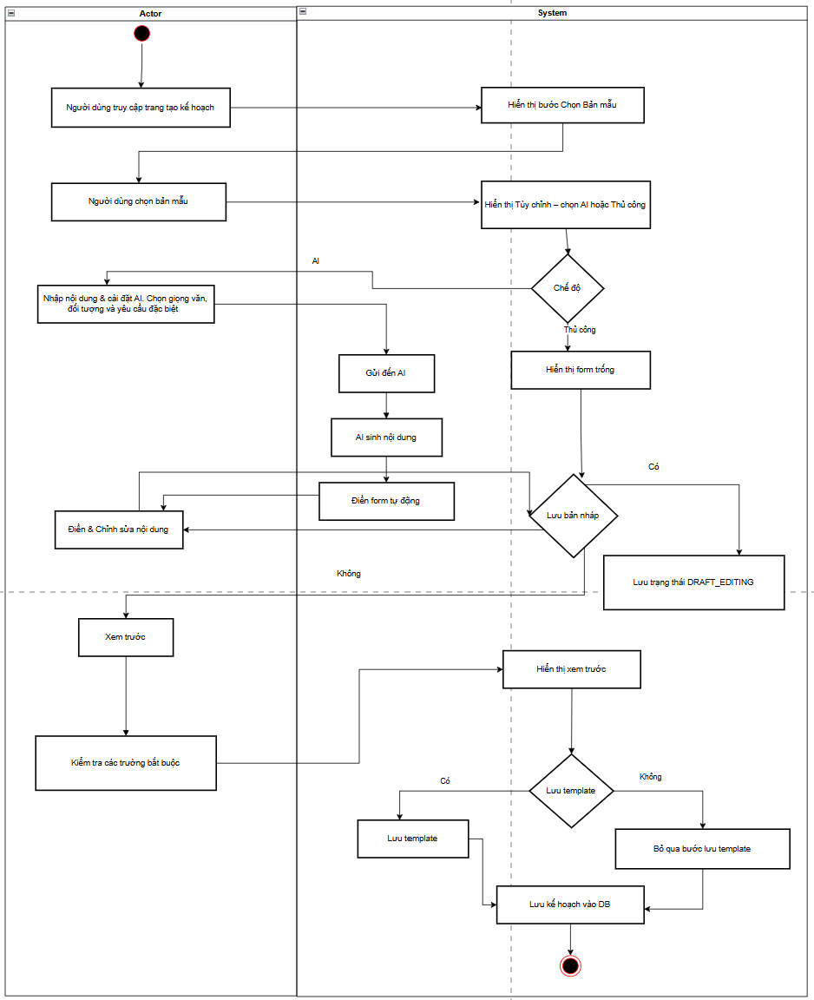 Actor
System
Người dùng truy cập trang tạo kế hoạch
Hiển thị bước Chọn Bản mẫu
Người dùng chọn bản mẫu
Hiển thị Tùy chỉnh – chọn AI hoặc Thủ công
AI
Chế độ
Nhập nội dung & cài đặt AI. Chọn giọng văn,
đối tượng và yêu cầu đặc biệt
Thủ công
Gửi đến AI
Hiển thị form trống
AI sinh nội dung
Có
Điền form tự động
Lưu bản nháp
Điền & Chỉnh sửa nội dung
Không
Lưu trạng thái DRAFT_EDITING
Xem trước
Hiển thị xem trước
Kiểm tra các trường bắt buộc
Có
Không
Lưu template
Lưu template
Bỏ qua bước lưu template
Lưu kế hoạch vào DB